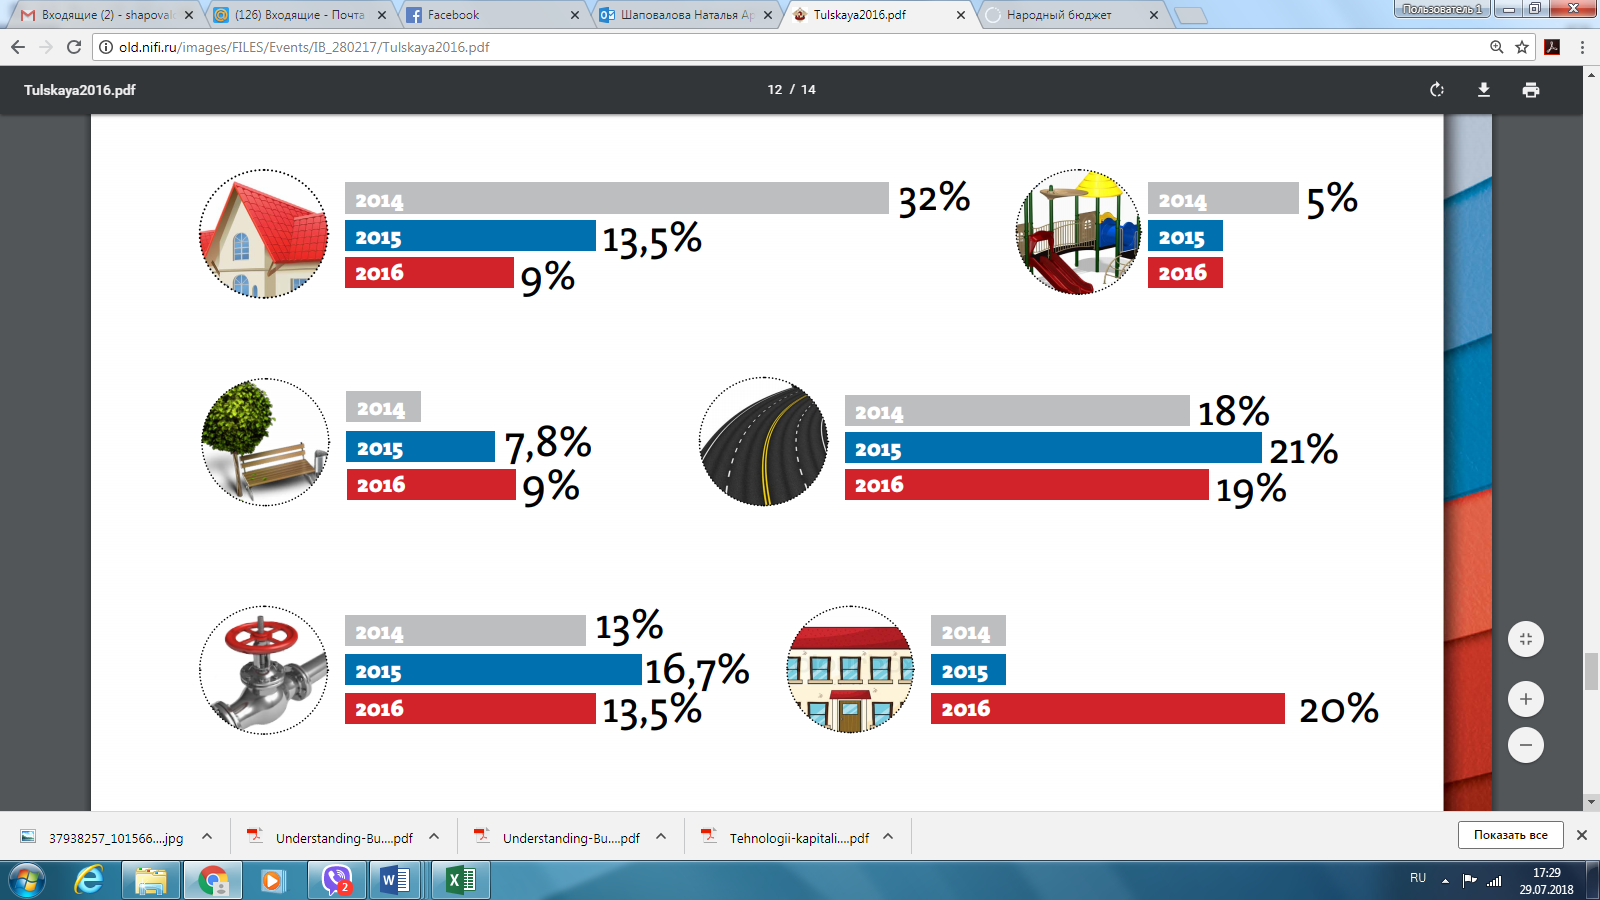 Входящие (2) - shapoval
(126) Входящие - Почта
Facebook
Шаповалова Наталья Ар
Tulskaya2016.pdf
Народный бюджет
Пользователь 1
old.nifi.ru/images/FILES/Events/IB_280217/Tulskaya2016.pdf
Tulskaya2016.pdf
12 / 14
2014 32%
2015 13,5%
2016 9%
2014 5%
2015
2016
2014
2015 7,8%
2016 9%
2014 18%
2015 21%
2016 19%
2014 13%
2015 16,7%
2016 13,5%
2014
2015
2016 20%
37938257_101566....jpg
Understanding-Bu....pdf
Understanding-Bu....pdf
Tehnologii-kapitali....pdf
Показать все
2
RU
17:29
29.07.2018